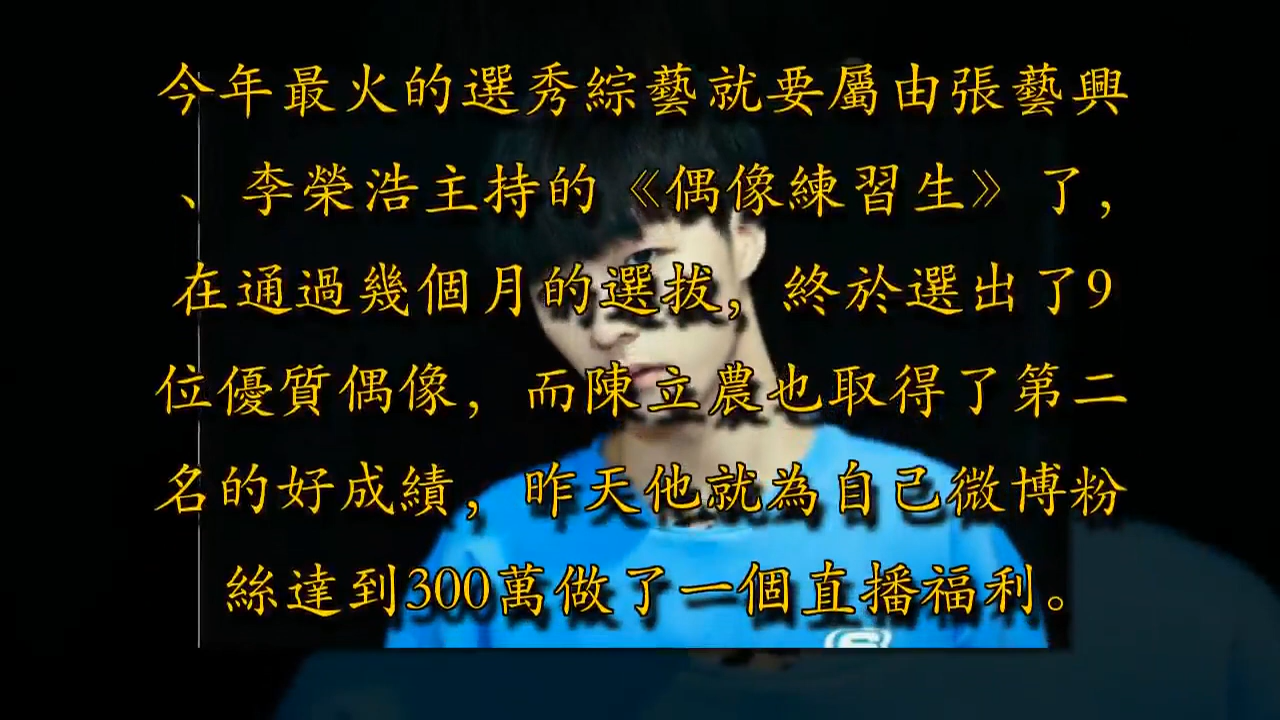 今年最火的選秀綜藝就要屬由張藝興
、李榮浩主持的《偶像練習生》了，
在通過幾個月的選拔，終於選出了9
位優質偶像，而陳立農也取得了第二
名的好成績，昨天他就為自己微博粉
絲達到300萬做了一個直播福利。